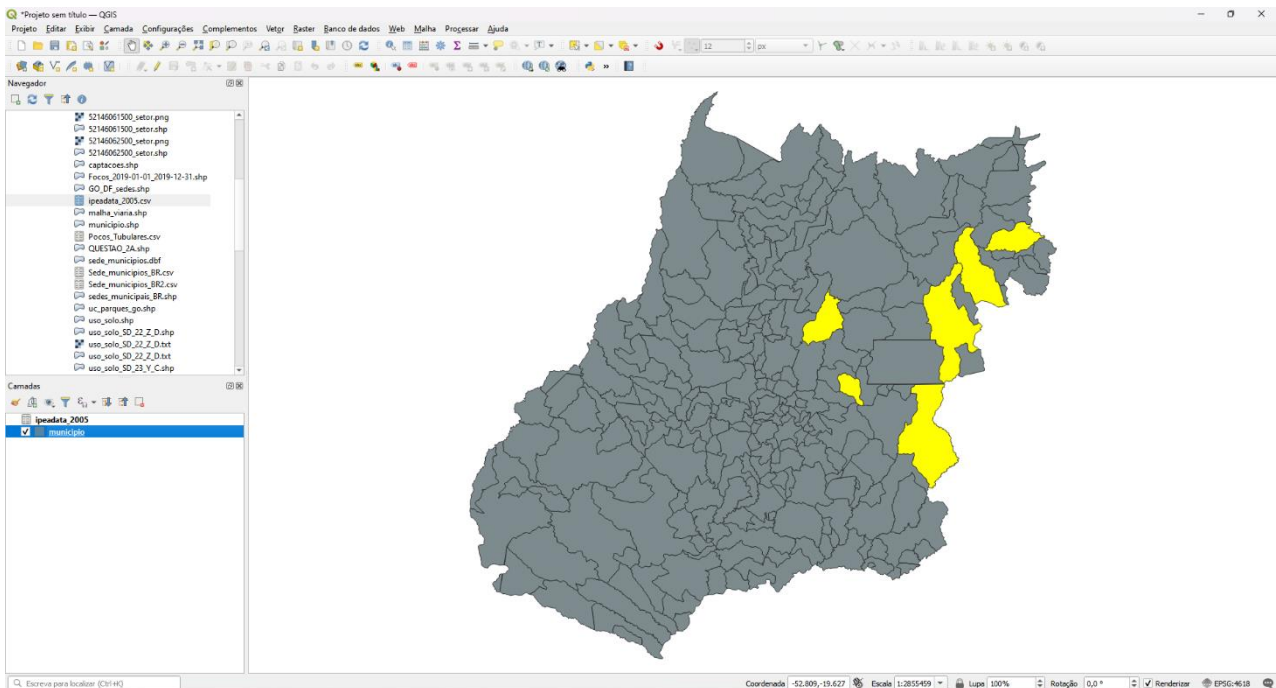 *Projeto sem título — QGIS
Projeto Editar Exibir Camada Configurações Complementos Vetor Raster Banco de dados Web Malha Processar Ajuda
12 px
Navegador
52146061500_setor.png
52146061500_setor.shp
52146062500_setor.png
52146062500_setor.shp
captacoes.shp
Focos_2019-01-01_2019-12-31.shp
GO_DF_sedes.shp
ipeadata_2005.csv
malha_viaria.shp
municipio.shp
Pocos_Tubulares.csv
QUESTAO_2A.shp
sede_municipios.dbf
Sede_municipios_BR.csv
Sede_municipios_BR2.csv
sedes_municipais_BR.shp
uc_parques_go.shp
uso_solo.shp
uso_solo_SD_22_Z_D.shp
uso_solo_SD_22_Z_D.txt
uso_solo_SD_22_Z_D.txt
uso_solo_SD_23_Y_C.shp
Camadas
ipeadata_2005
municipio
Escreva para localizar (Ctrl+K) Coordenada -52.809,-19.627 Escala 1:2855459 Lupa 100% Rotação 0,0 ° Renderizar EPSG:4618